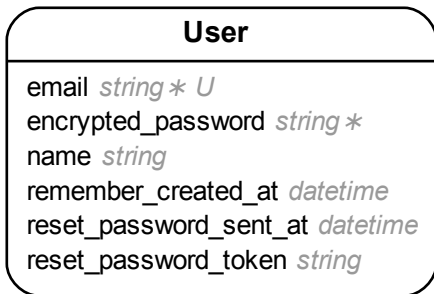 User
email string∗ U
encrypted_password string∗
name string
remember_created_at datetime
reset_password_sent_at datetime
reset_password_token string